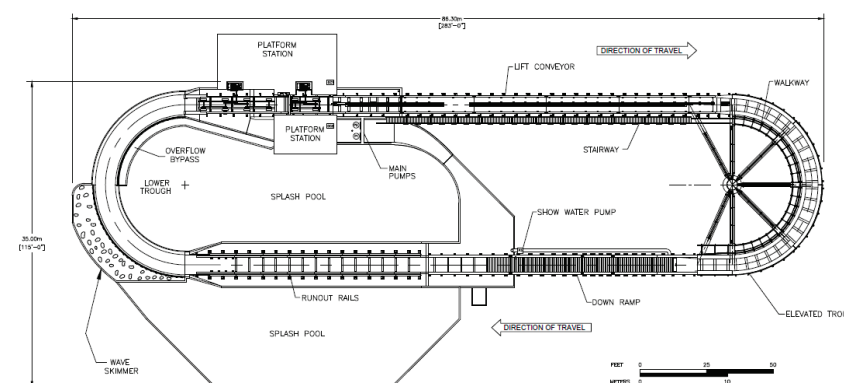 86.30m
[283'-0"]
PLATFORM
STATION
DIRECTION OF TRAVEL
LIFT CONVEYOR
WALKWAY
OVERFLOW
BYPASS
PLATFORM
STATION
STAIRWAY
MAIN
PUMPS
LOWER
TROUGH
SPLASH POOL
SHOW WATER PUMP
35.00m
[115'-0"]
RUNOUT RAILS
DOWN RAMP
ELEVATED TRO
SPLASH POOL
DIRECTION OF TRAVEL
WAVE
SKIMMER
FEET 0 25 50
METERS 0 10